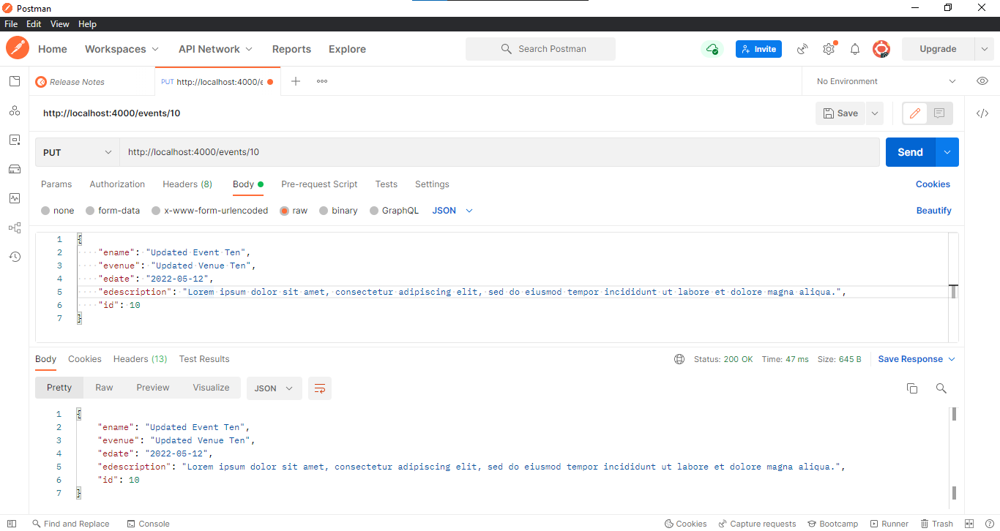 Postman
File Edit View Help
Home Workspaces API Network Reports Explore Search Postman Invite Upgrade
Release Notes PUT http://localhost:4000/e No Environment
http://localhost:4000/events/10 Save
PUT http://localhost:4000/events/10 Send
Params Authorization Headers (8) Body Pre-request Script Tests Settings Cookies
none form-data x-www-form-urlencoded raw binary GraphQL JSON Beautify
1 {
2 "ename": "Updated Event Ten",
3 "evenue": "Updated Venue Ten",
4 "edate": "2022-05-12",
5 "edescription": "Lorem ipsum dolor sit amet, consectetur adipiscing elit, sed do eiusmod tempor incididunt ut labore et dolore magna aliqua.",
6 "id": 10
7 }
Body Cookies Headers (13) Test Results Status: 200 OK Time: 47 ms Size: 645 B Save Response
Pretty Raw Preview Visualize JSON
1 {
2 "ename": "Updated Event Ten",
3 "evenue": "Updated Venue Ten",
4 "edate": "2022-05-12",
5 "edescription": "Lorem ipsum dolor sit amet, consectetur adipiscing elit, sed do eiusmod tempor incididunt ut labore et dolore magna aliqua.",
6 "id": 10
7 }
Find and Replace Console Cookies Capture requests Bootcamp Runner Trash